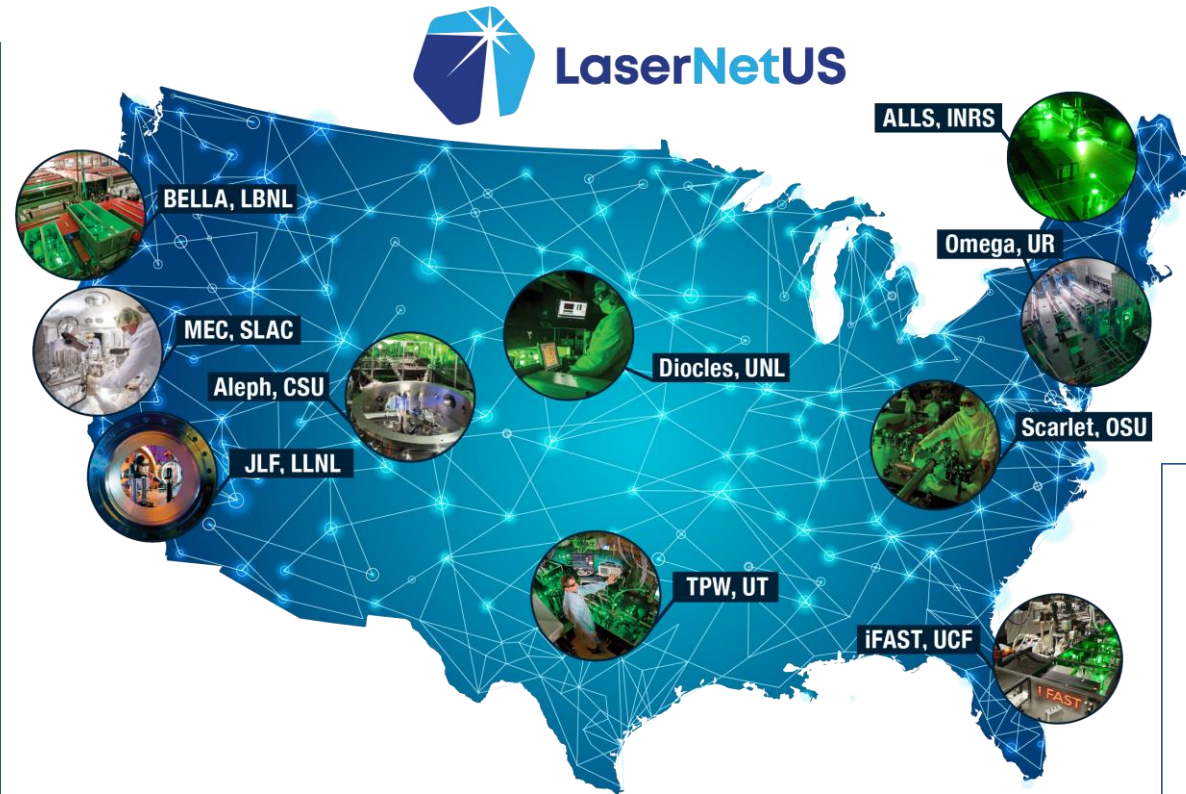 LaserNetUS
ALLS, INRS
BELLA, LBNL
Omega, UR
MEC, SLAC
Diocles, UNL
Aleph, CSU
Scarlet, OSU
JLF, LLNL
TPW, UT
iFAST, UCF
I FAST